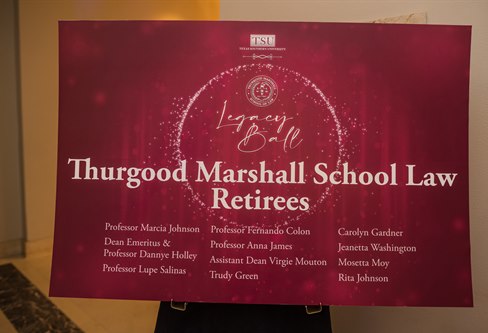 TSU
TEXAS SOUTHERN UNIVERSITY
Legacy
Ball
Thurgood Marshall School Law
Retirees
Professor Marcia Johnson
Dean Emeritus &
Professor Dannye Holley
Professor Lupe Salinas
Professor Fernando Colon
Professor Anna James
Assistant Dean Virgie Mouton
Trudy Green
Carolyn Gardner
Jeanetta Washington
Mosetta Moy
Rita Johnson